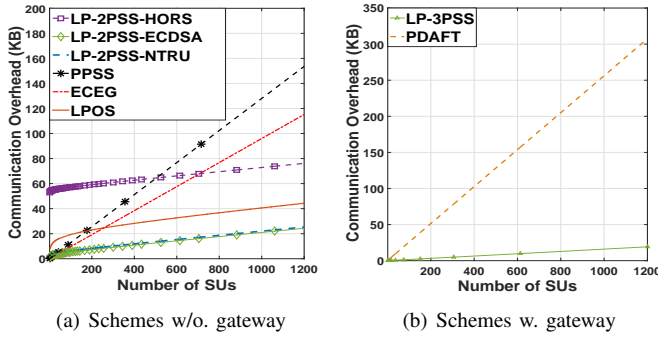 LP-2PSS-HORS
LP-2PSS-ECDSA
LP-2PSS-NTRU
PPSS
ECEG
LPOS
Communication Overhead (KB)
200
180
160
140
120
100
80
60
40
20
0
200 400 600 800 1000 1200
Number of SUs
(a) Schemes w/o. gateway
LP-3PSS
PDAFT
Communication Overhead (KB)
350
300
250
200
150
100
50
0
200 400 600 800 1000 1200
Number of SUs
(b) Schemes w. gateway